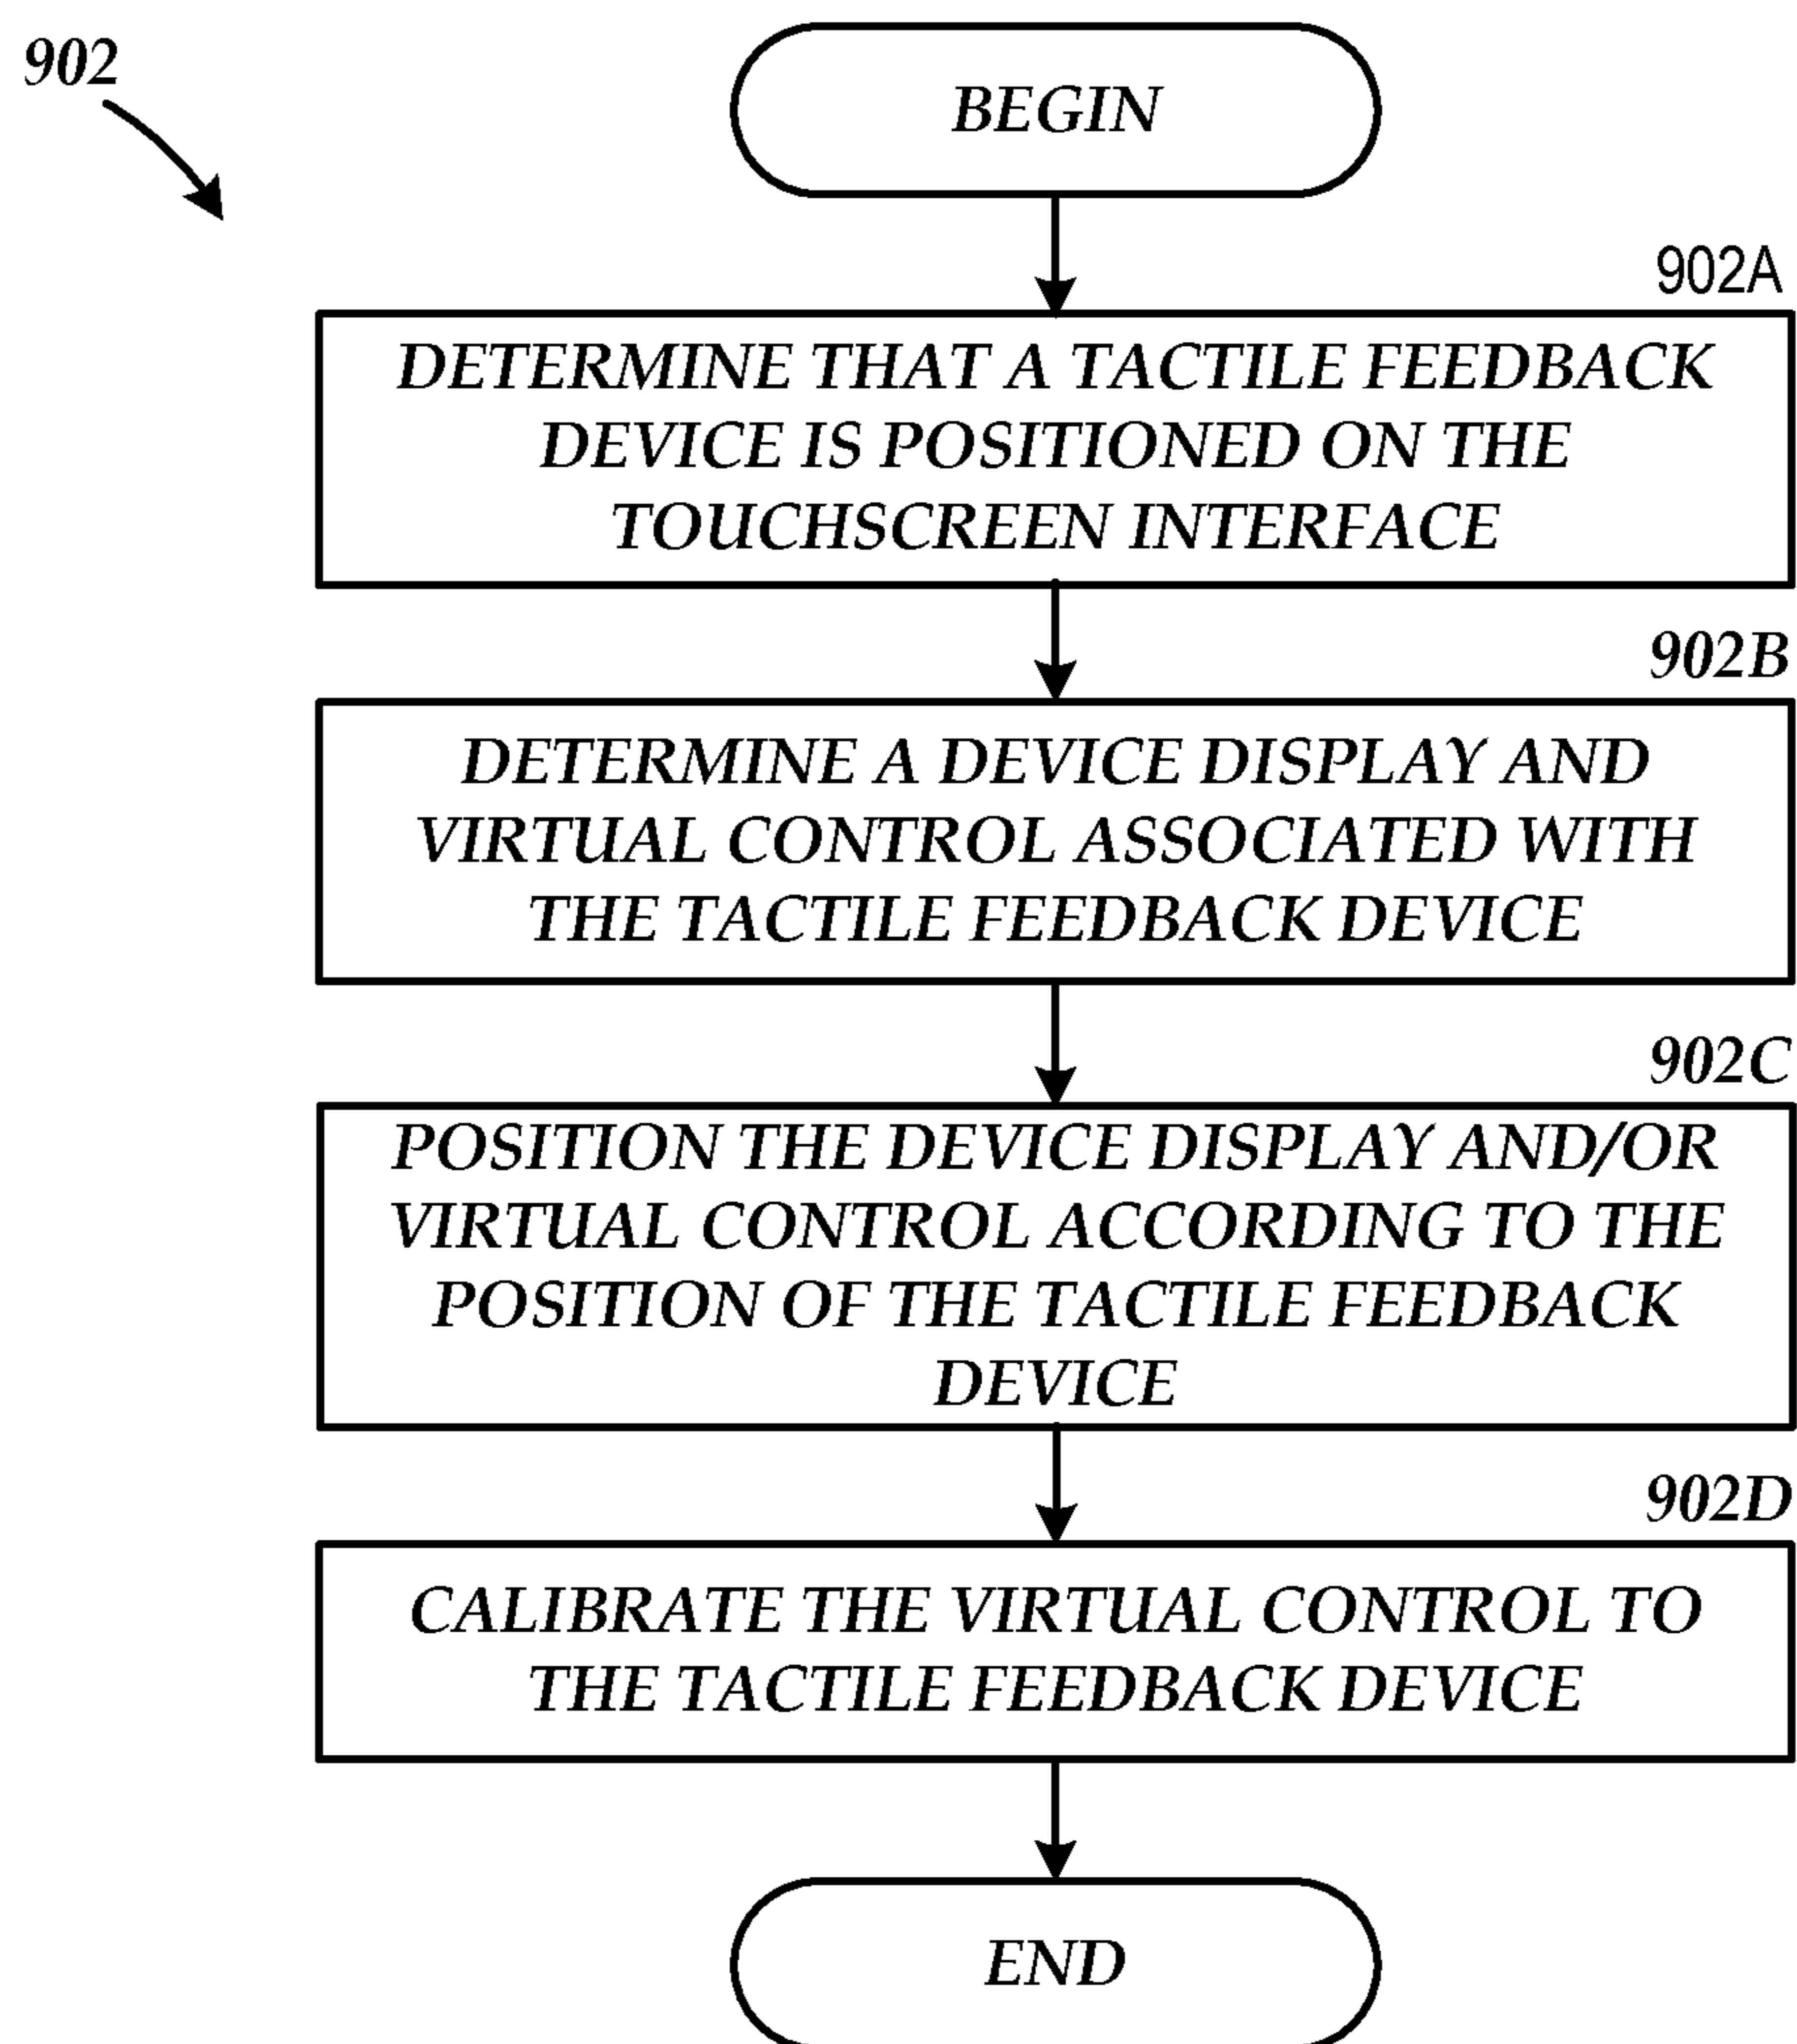 902
BEGIN
902A
DETERMINE THAT A TACTILE FEEDBACK
DEVICE IS POSITIONED ON THE
TOUCHSCREEN INTERFACE
902B
DETERMINE A DEVICE DISPLAY AND
VIRTUAL CONTROL ASSOCIATED WITH
THE TACTILE FEEDBACK DEVICE
902C
POSITION THE DEVICE DISPLAY AND/OR
VIRTUAL CONTROL ACCORDING TO THE
POSITION OF THE TACTILE FEEDBACK
DEVICE
902D
CALIBRATE THE VIRTUAL CONTROL TO
THE TACTILE FEEDBACK DEVICE
END